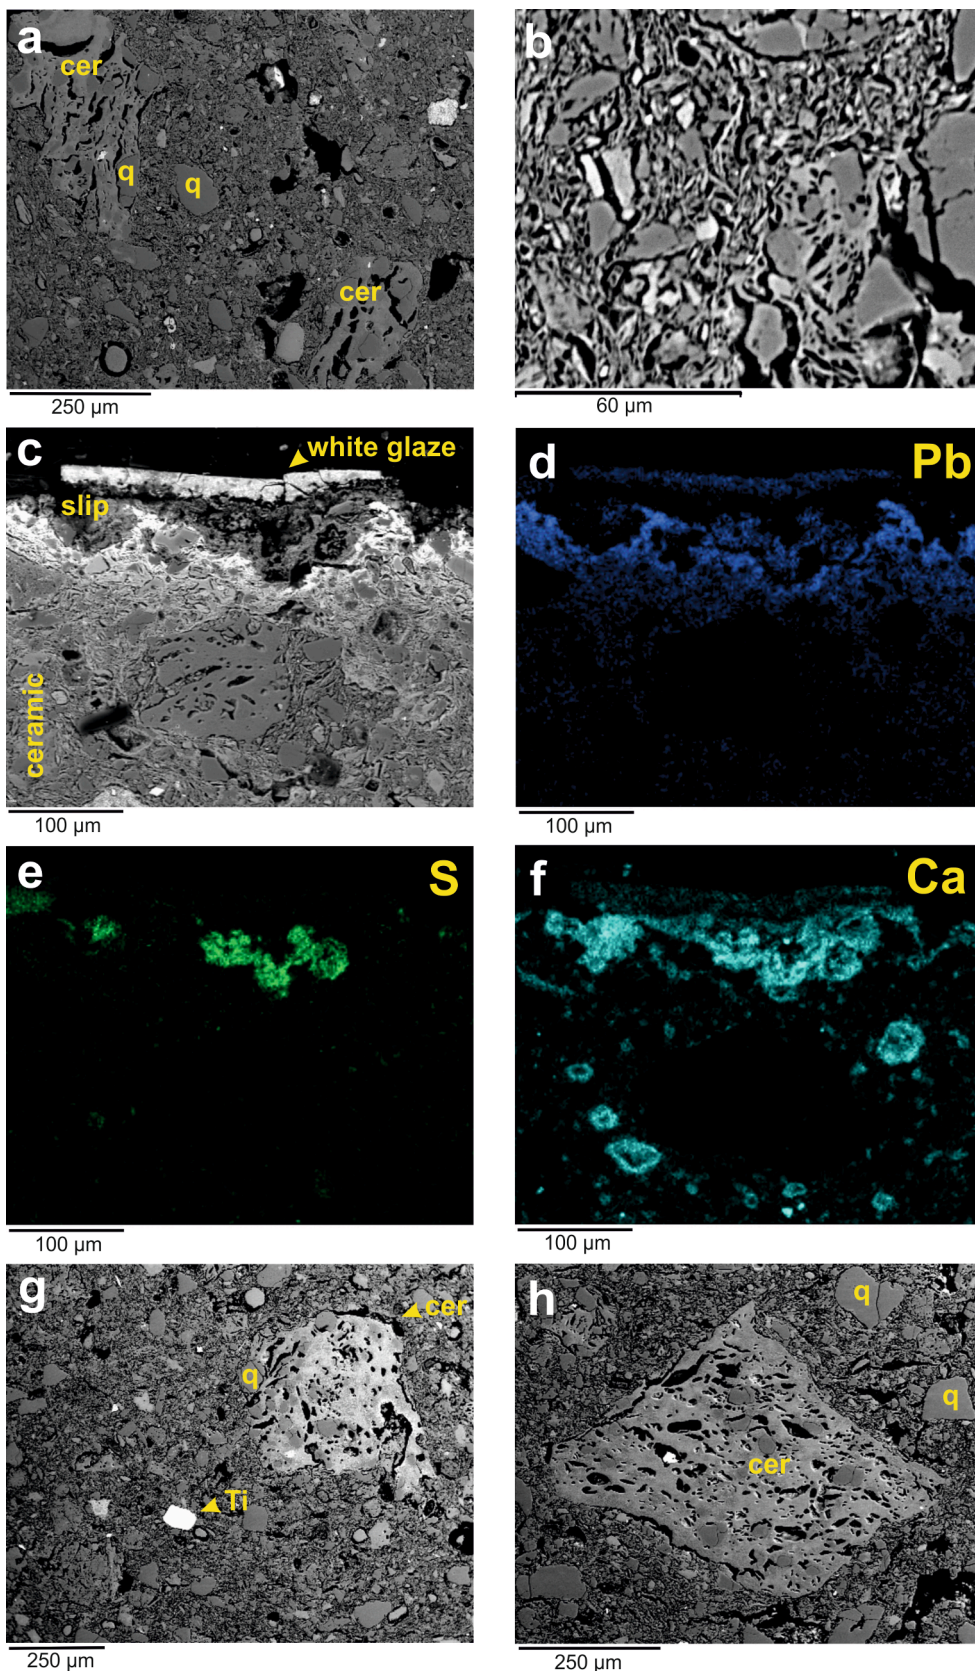 a
cer
q
q
cer
250 µm
b
60 µm
c
white glaze
slip
ceramic
100 µm
d
Pb
100 µm
e
S
100 µm
f
Ca
100 µm
g
cer
q
Ti
250 µm
h
q
q
cer
250 µm